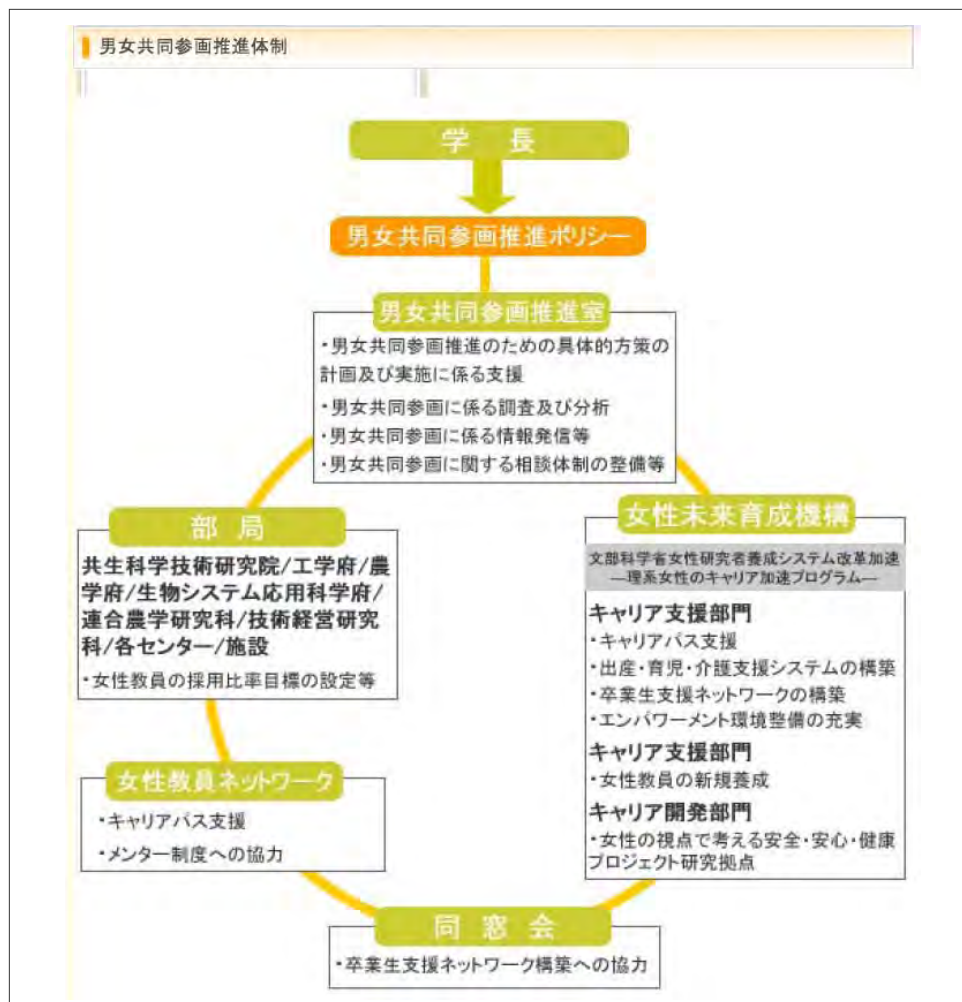 男女共同参画推進体制
学 長
男女共同参画推進ポリシー
男女共同参画推進室
・男女共同参画推進のための具体的方策の
計画及び実施に係る支援
・男女共同参画に係る調査及び分析
・男女共同参画に係る情報発信等
・男女共同参画に関する相談体制の整備等
部 局
共生科学技術研究院/工学府/農
学府/生物システム応用科学府/
連合農学研究科/技術経営研究
科/各センター/施設
・女性教員の採用比率目標の設定等
女性教員ネットワーク
・キャリアパス支援
・メンター制度への協力
女性未来育成機構
文部科学省女性研究者養成システム改革加速
―理系女性のキャリア加速プログラム―
キャリア支援部門
・キャリアパス支援
・出産・育児・介護支援システムの構築
・卒業生支援ネットワークの構築
・エンパワーメント環境整備の充実
キャリア支援部門
・女性教員の新規養成
キャリア開発部門
・女性の視点で考える安全・安心・健康
プロジェクト研究拠点
同 窓 会
・卒業生支援ネットワーク構築への協力